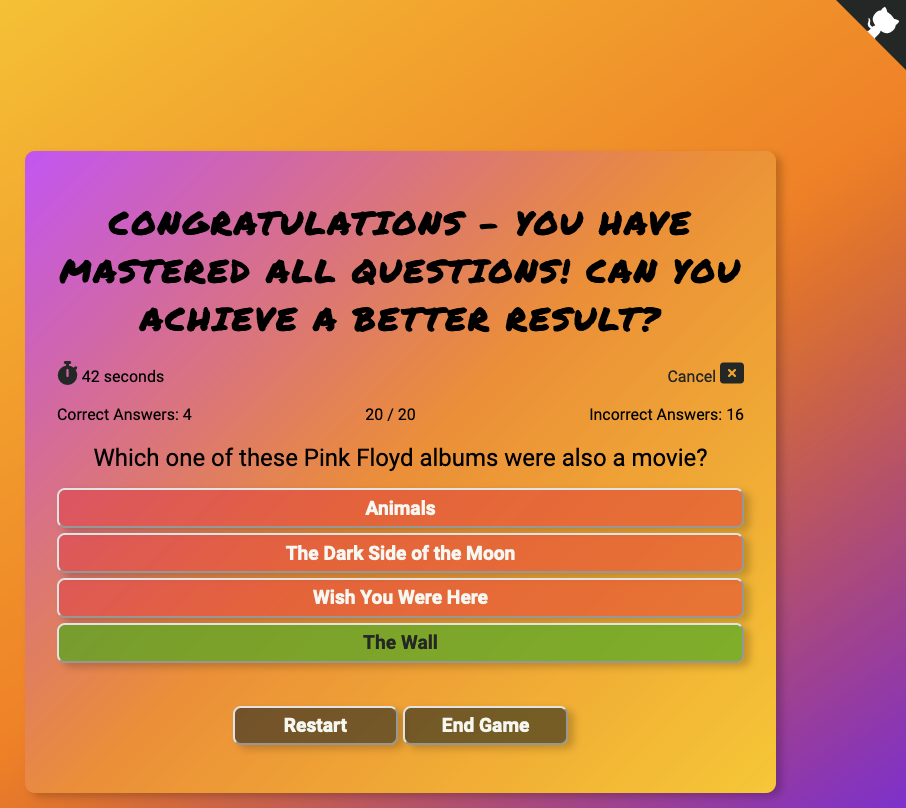 CONGRATULATIONS - YOU HAVE
MASTERED ALL QUESTIONS! CAN YOU
ACHIEVE A BETTER RESULT?
42 seconds
Cancel
Correct Answers: 4
20 / 20
Incorrect Answers: 16
Which one of these Pink Floyd albums were also a movie?
Animals
The Dark Side of the Moon
Wish You Were Here
The Wall
Restart
End Game